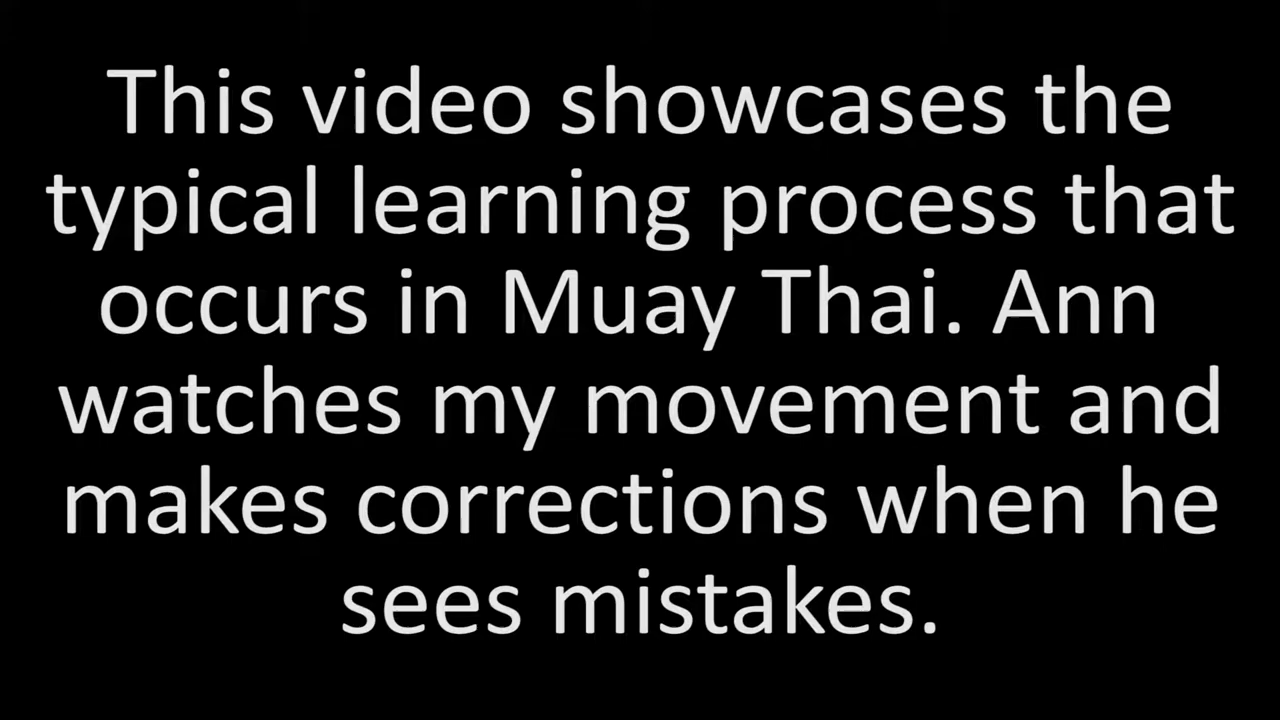 This video showcases the
typical learning process that
occurs in Muay Thai. Ann
watches my movement and
makes corrections when he
sees mistakes.